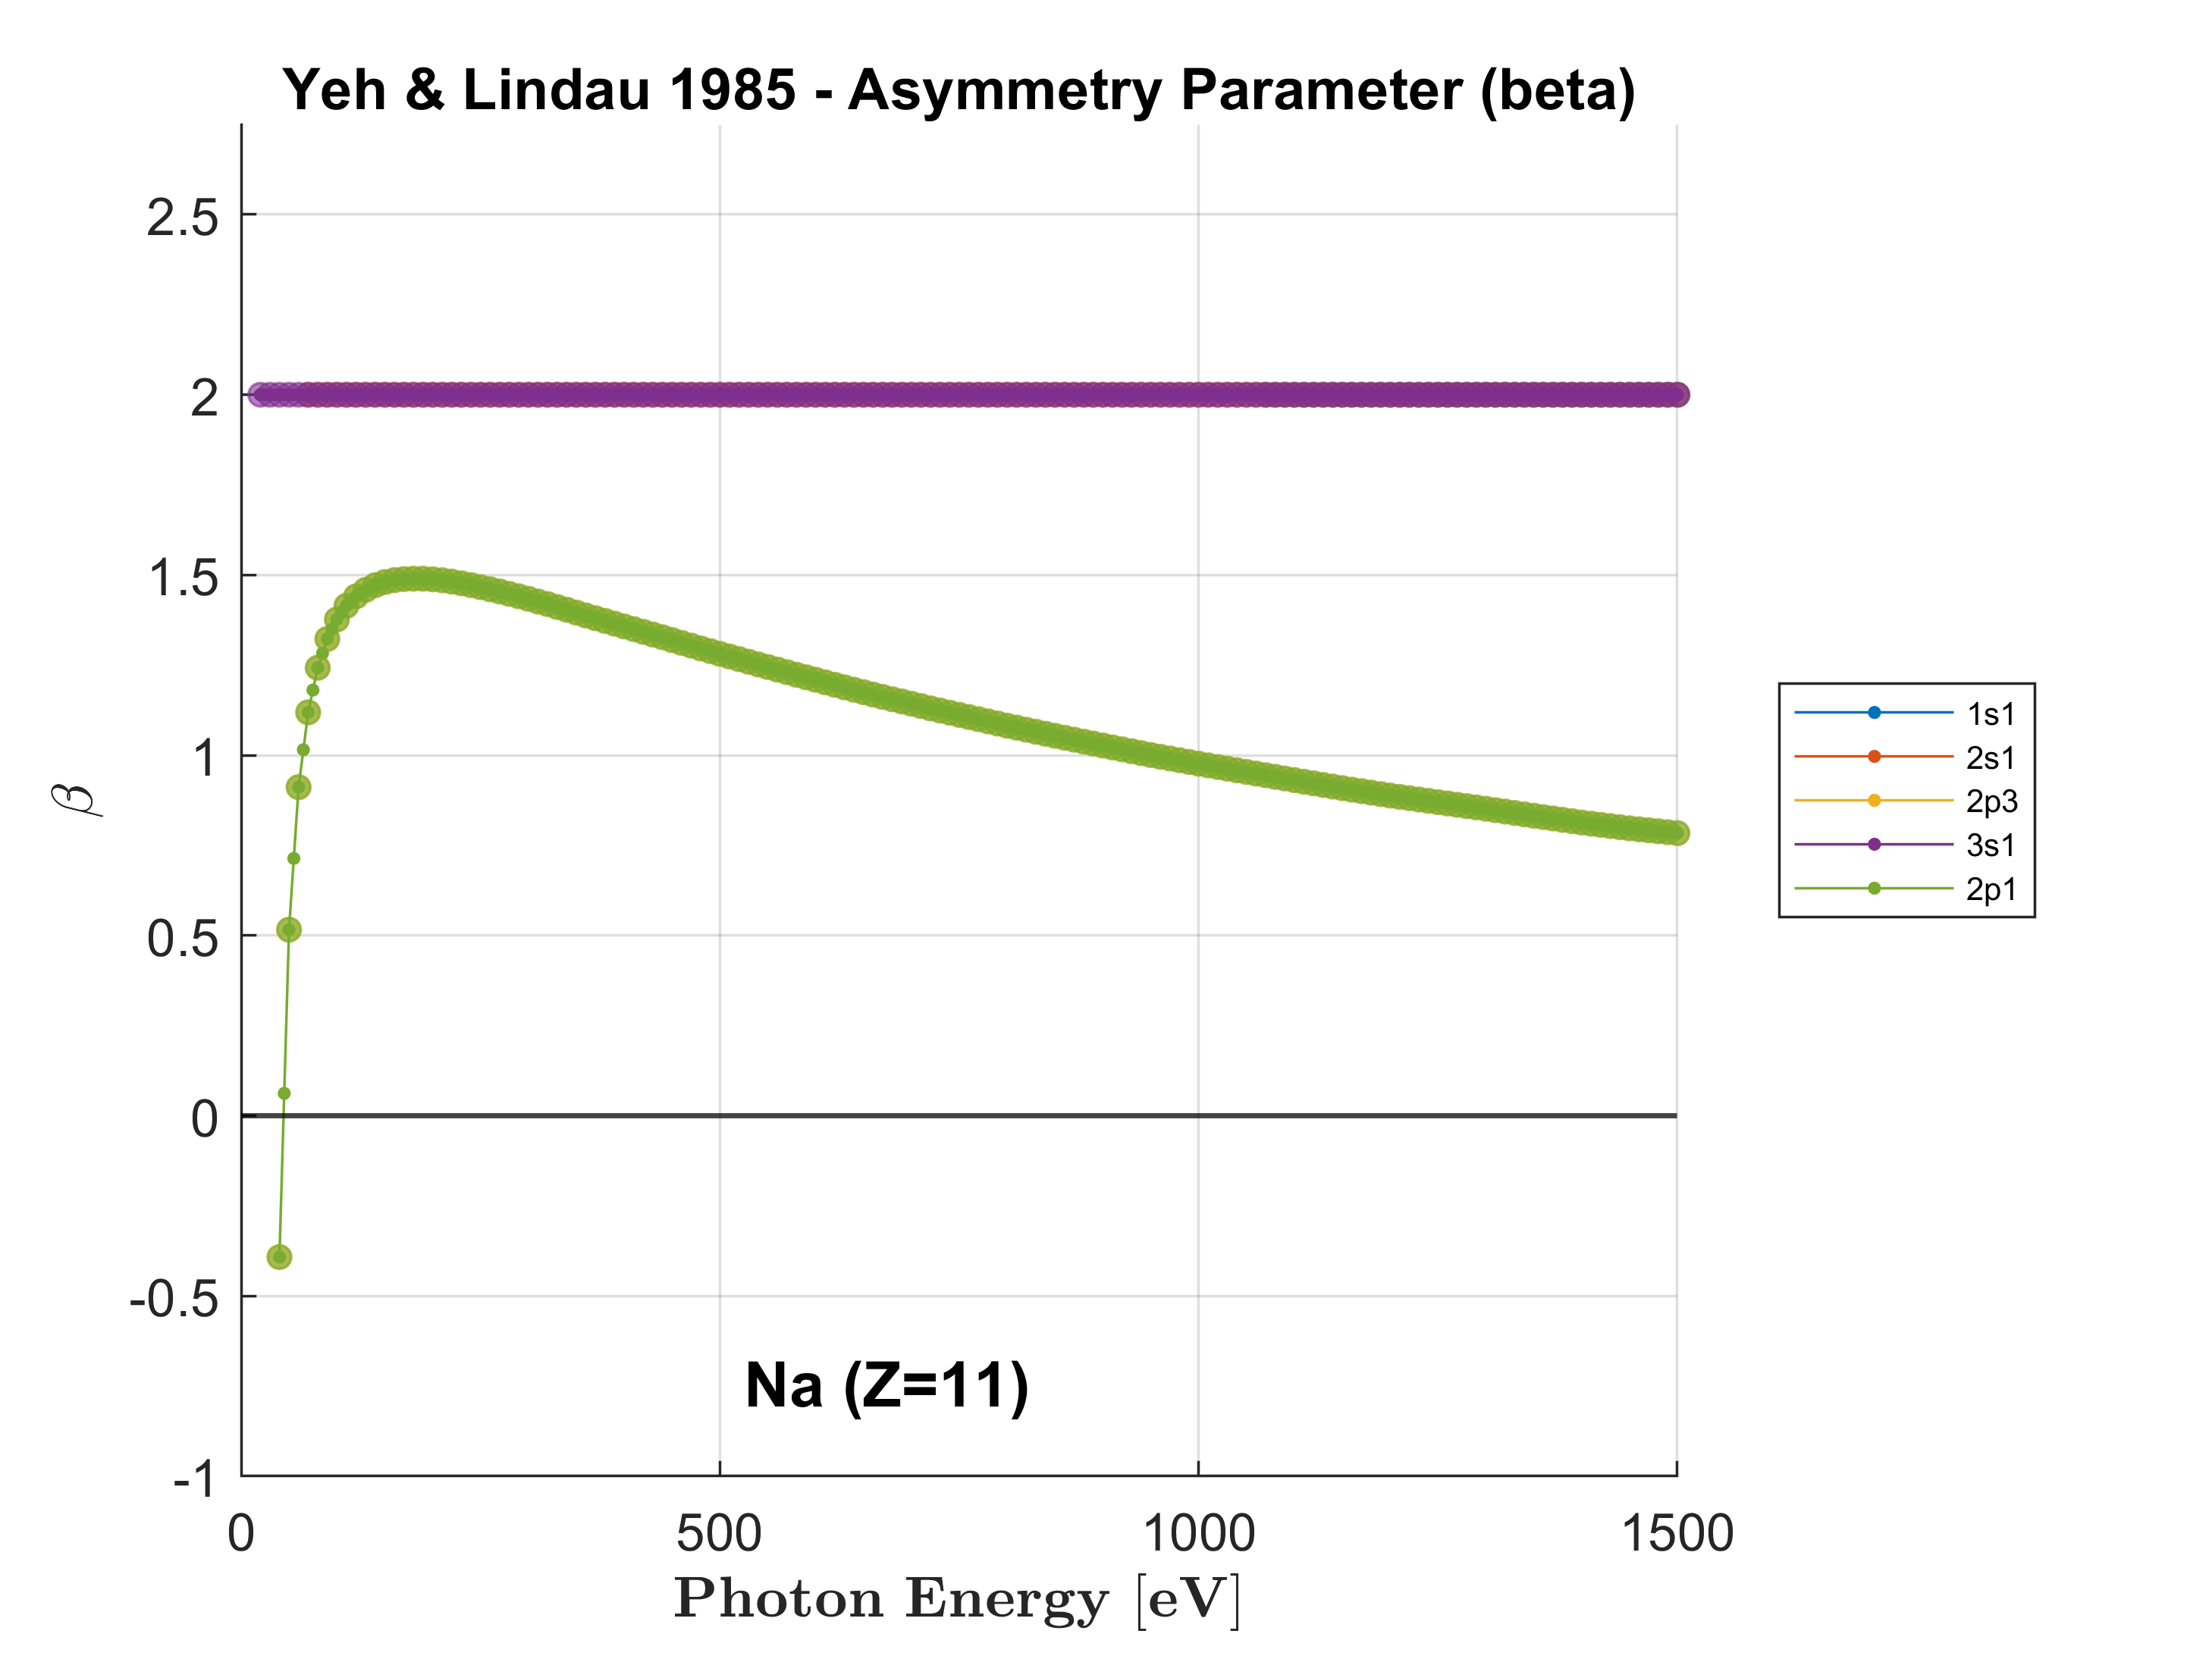 Yeh & Lindau 1985 - Asymmetry Parameter (beta)
2.5
2
1.5
1
0.5
0
-0.5
-1
β
0 500 1000 1500
Photon Energy [eV]
Na (Z=11)
1s1
2s1
2p3
3s1
2p1